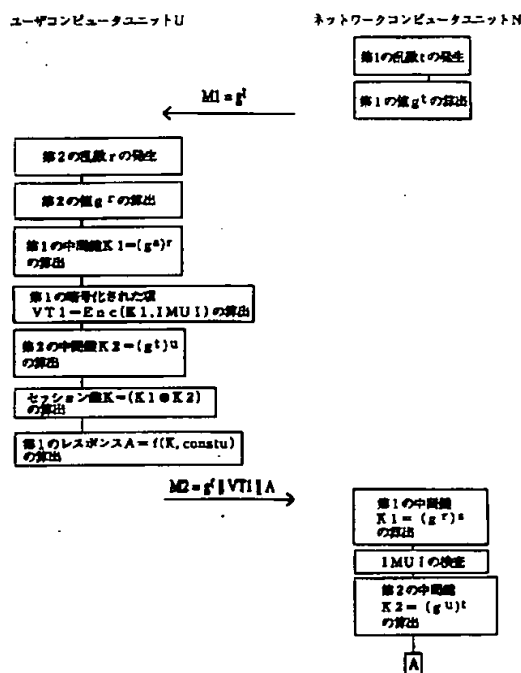 ユーザコンピュータユニットU
ネットワークコンピュータユニットN
第1の乱数tの発生
第1の値g^tの算出
M1=g^t
第2の乱数rの発生
第2の値g^rの算出
第1の中間鍵K1=(g^s)^r
の算出
第1の暗号化された項
VT1=Enc(K1,IMUI)の算出
第2の中間鍵K2=(g^t)^u
の算出
セッション鍵K=(K1⊕K2)
の算出
第1のレスポンスA=f(K,constu)
の算出
M2=g^r‖VT1‖A
第1の中間鍵
K1=(g^r)^s
の算出
IMUIの検査
第2の中間鍵
K2=(g^u)^t
の算出
A